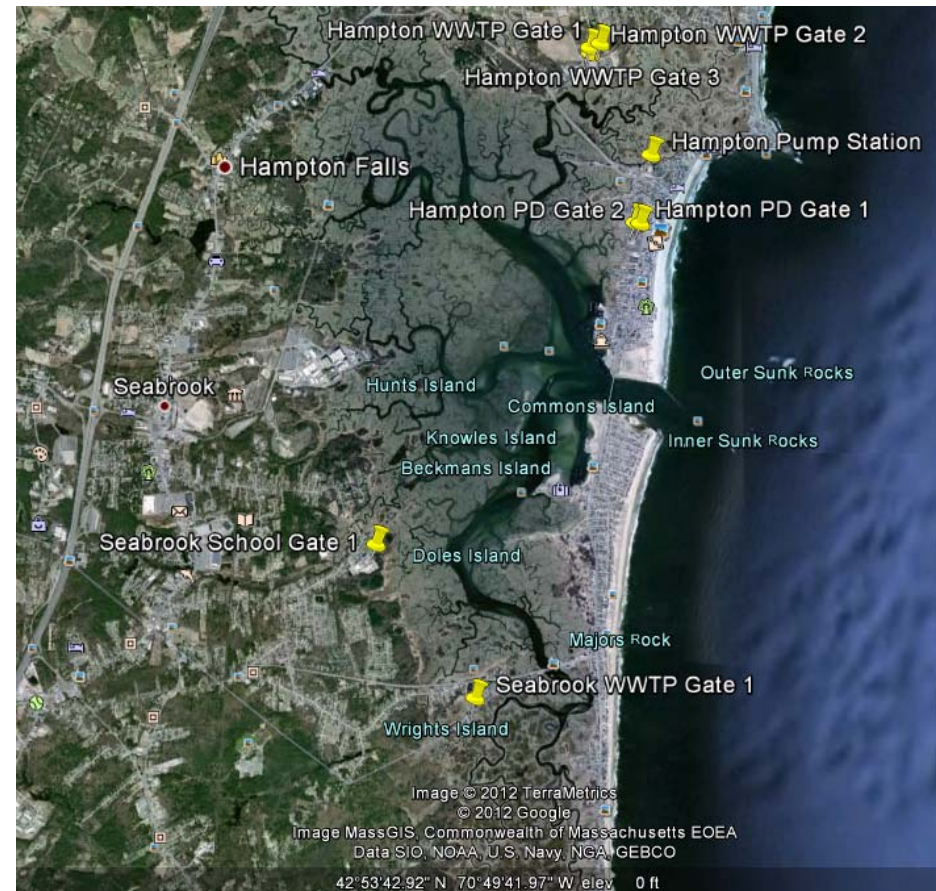 Hampton WWTP Gate 1
Hampton WWTP Gate 2
Hampton WWTP Gate 3
Hampton Pump Station
Hampton Falls
Hampton PD Gate 2
Hampton PD Gate 1
Outer Sunk Rocks
Seabrook
Hunts Island
Commons Island
Knowles Island
Inner Sunk Rocks
Beckmans Island
Seabrook School Gate 1
Doles Island
Majors Rock
Seabrook WWTP Gate 1
Wrights Island
Image © 2012 TerraMetrics
© 2012 Google
Image MassGIS, Commonwealth of Massachusetts EOEA
Data SIO, NOAA, U.S. Navy, NGA, GEBCO
42°53'42.92" N 70°49'41.97" W elev 0 ft